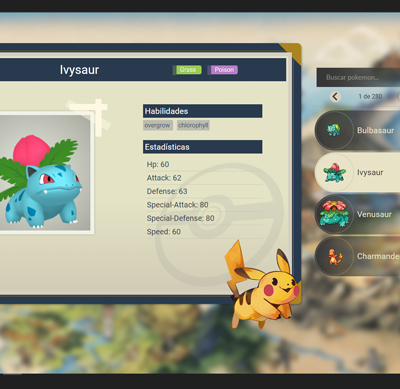 Ivysaur
Grass Poison
Habilidades
overgrow chlorophyll
Estadísticas
Hp: 60
Attack: 62
Defense: 63
Special-Attack: 80
Special-Defense: 80
Speed: 60
Buscar pokemon...
1 de 280
Bulbasaur
Ivysaur
Venusaur
Charmande